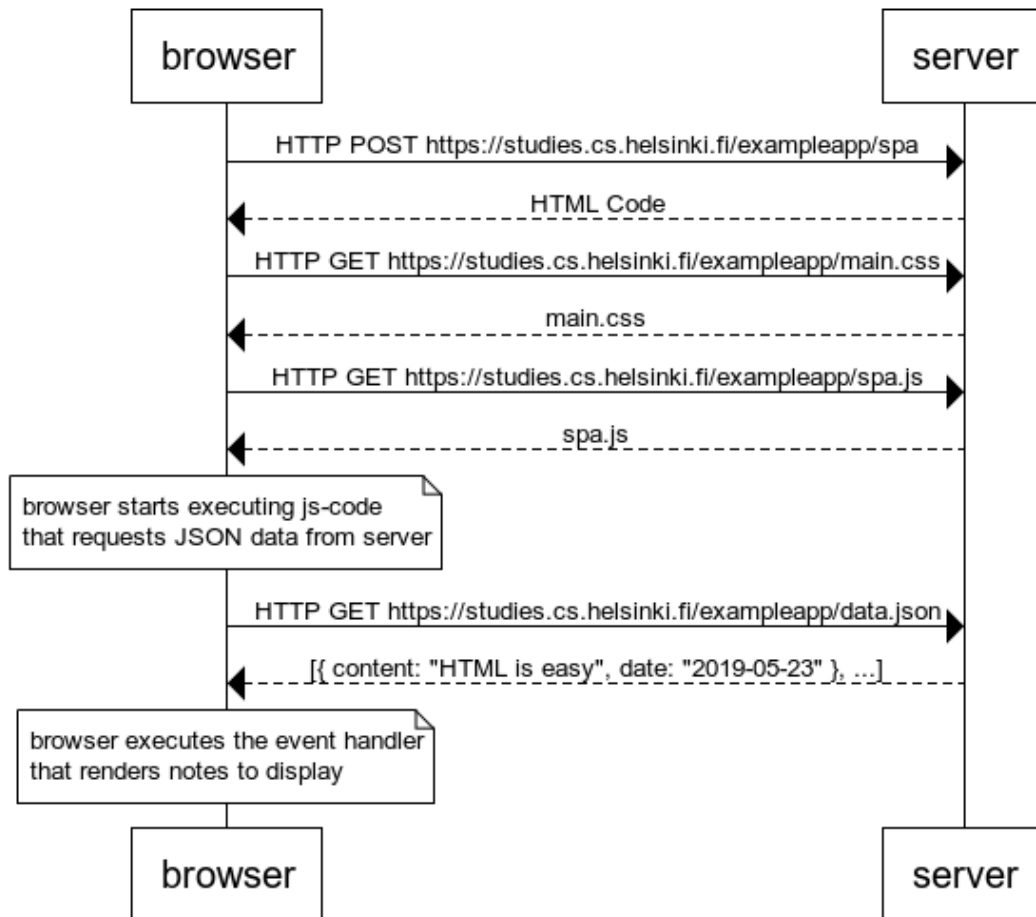 browser
server
HTTP POST https://studies.cs.helsinki.fi/exampleapp/spa
HTML Code
HTTP GET https://studies.cs.helsinki.fi/exampleapp/main.css
main.css
HTTP GET https://studies.cs.helsinki.fi/exampleapp/spa.js
spa.js
browser starts executing js-code
that requests JSON data from server
HTTP GET https://studies.cs.helsinki.fi/exampleapp/data.json
[{ content: "HTML is easy", date: "2019-05-23" }, ...]
browser executes the event handler
that renders notes to display
browser
server